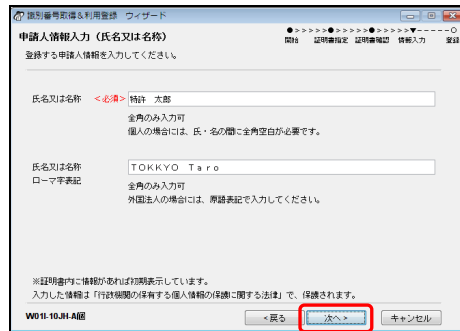 識別番号取得&利用登録 ウィザード
申請人情報入力（氏名又は名称）
●>>>>>●>>>>>●>>>>>▼-----○
開始 証明書指定 証明書確認 情報入力 登録
登録する申請人情報を入力してください。
氏名又は名称 <必須> 特許 太郎
全角のみ入力可
個人の場合には、氏・名の間に全角空白が必要です。
氏名又は名称
ローマ字表記
ＴＯＫＫＹＯ Ｔａｒｏ
全角のみ入力可
外国法人の場合には、原語表記で入力してください。
※証明書内に情報があれば初期表示しています。
入力した情報は「行政機関の保有する個人情報の保護に関する法律」で、保護されます。
W01I-10JH-A個
<戻る 次へ> キャンセル